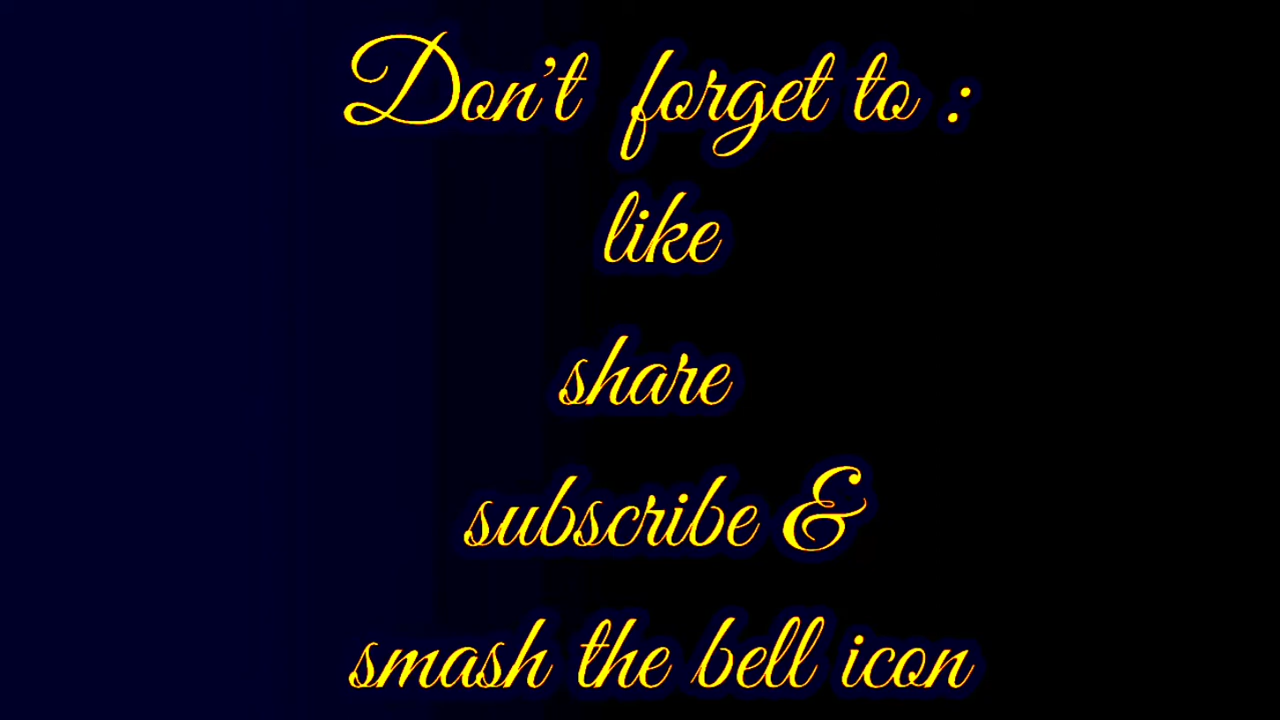 Don't forget to :
like
share
subscribe &
smash the bell icon